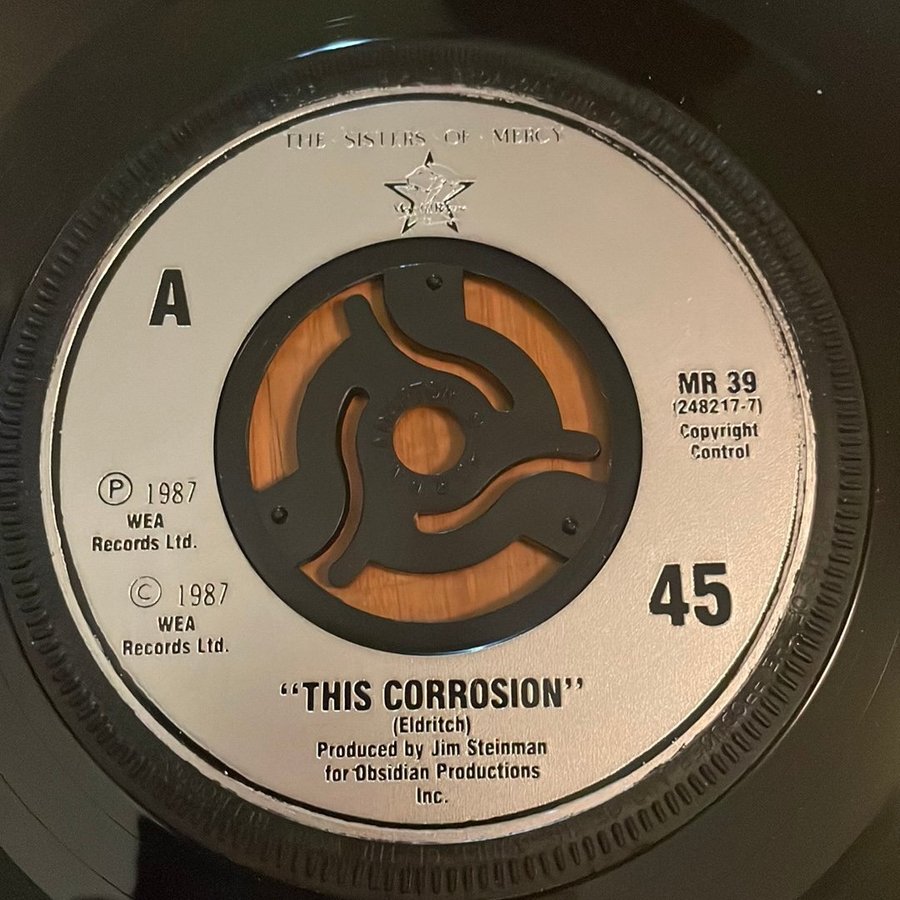 THE SISTERS OF MERCY
A
MR 39
(248217-7)
Copyright
Control
Ⓟ 1987
WEA
Records Ltd.
© 1987
WEA
Records Ltd.
45
“THIS CORROSION”
(Eldritch)
Produced by Jim Steinman
for Obsidian Productions
Inc.